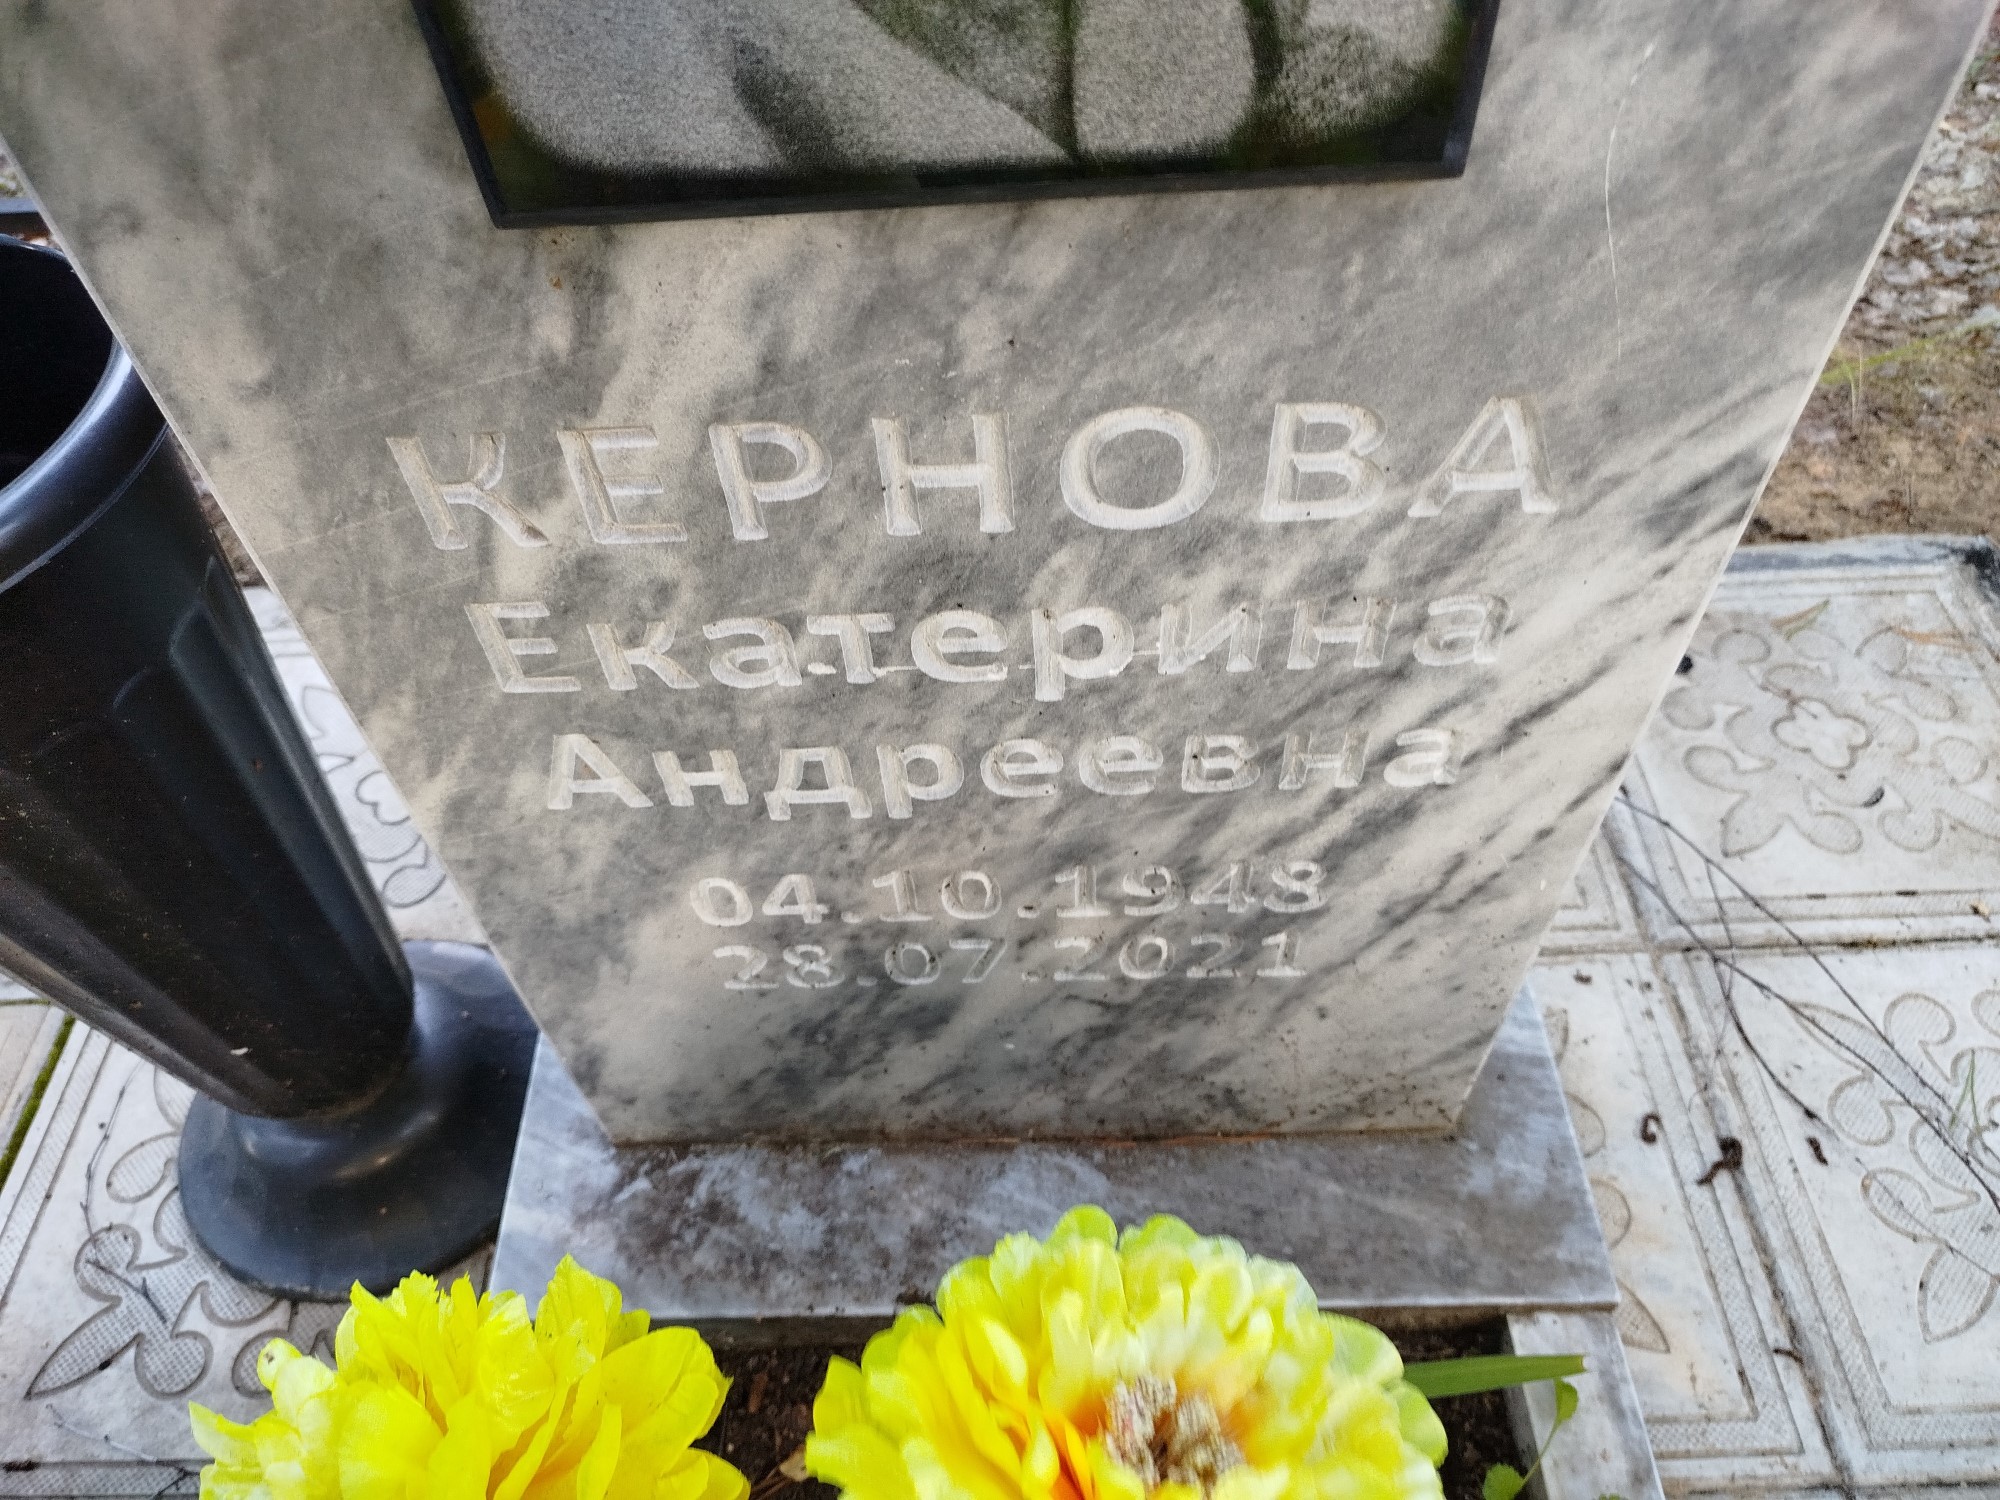 КЕРНОВА
Екатерина
Андреевна
04.10.1948
28.07.2021